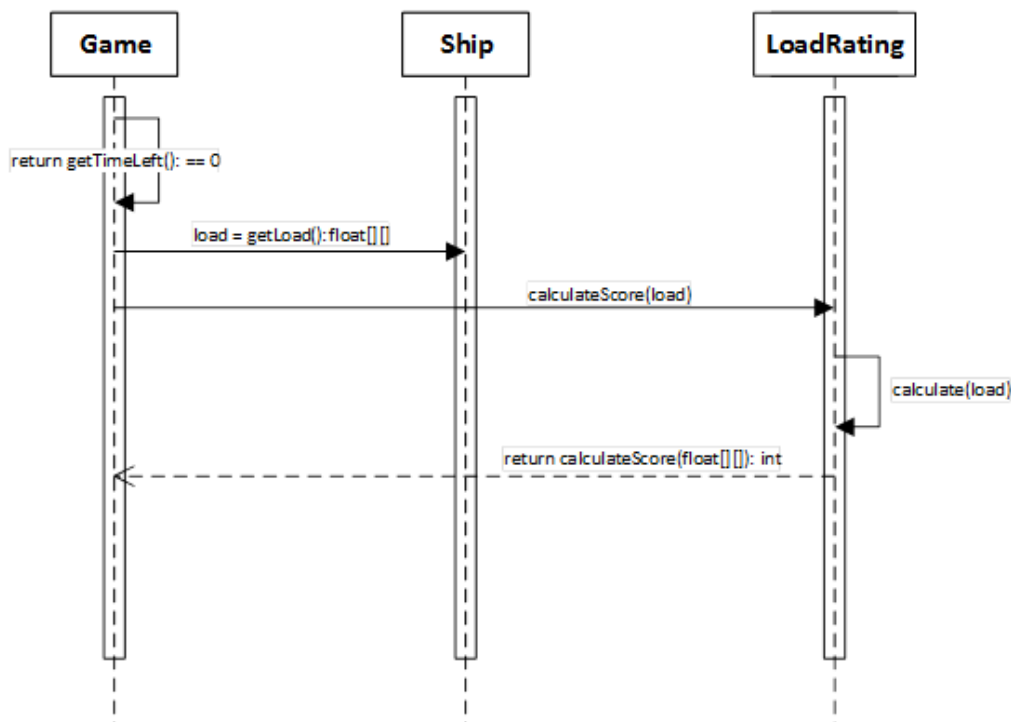 Game
Ship
LoadRating
return getTimeLeft(): == 0
load = getLoad():float[][]
calculateScore(load)
calculate(load)
return calculateScore(float[][]): int